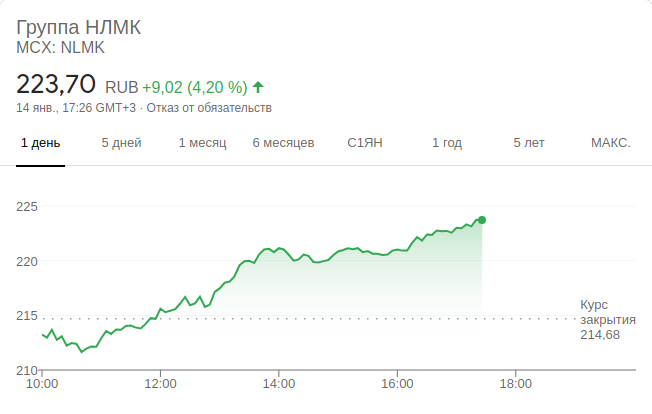 Группа НЛМК
MCX: NLMK
223,70 RUB +9,02 (4,20 %)
14 янв., 17:26 GMT+3 · Отказ от обязательств
1 день 5 дней 1 месяц 6 месяцев С1ЯН 1 год 5 лет МАКС.
225
220
215
210
Курс
закрытия
214,68
10:00 12:00 14:00 16:00 18:00